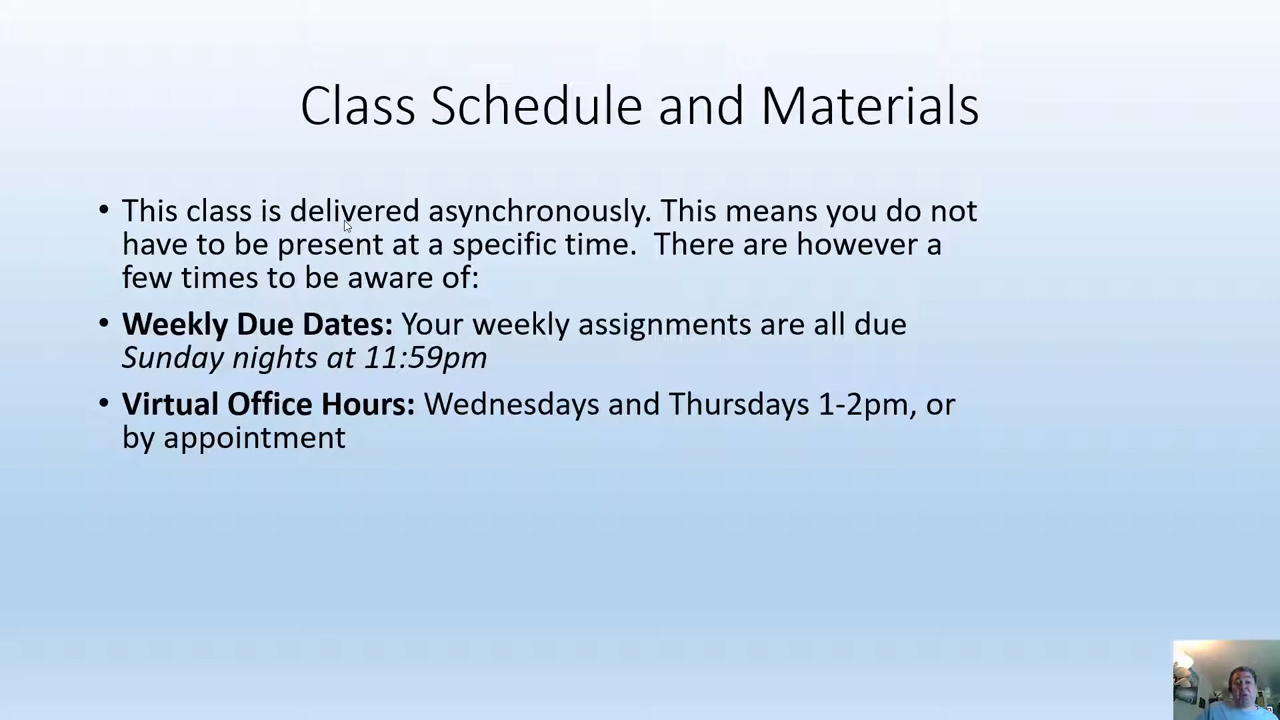 Class Schedule and Materials
• This class is delivered asynchronously. This means you do not
have to be present at a specific time.  There are however a
few times to be aware of:
• Weekly Due Dates: Your weekly assignments are all due
Sunday nights at 11:59pm
• Virtual Office Hours: Wednesdays and Thursdays 1-2pm, or
by appointment